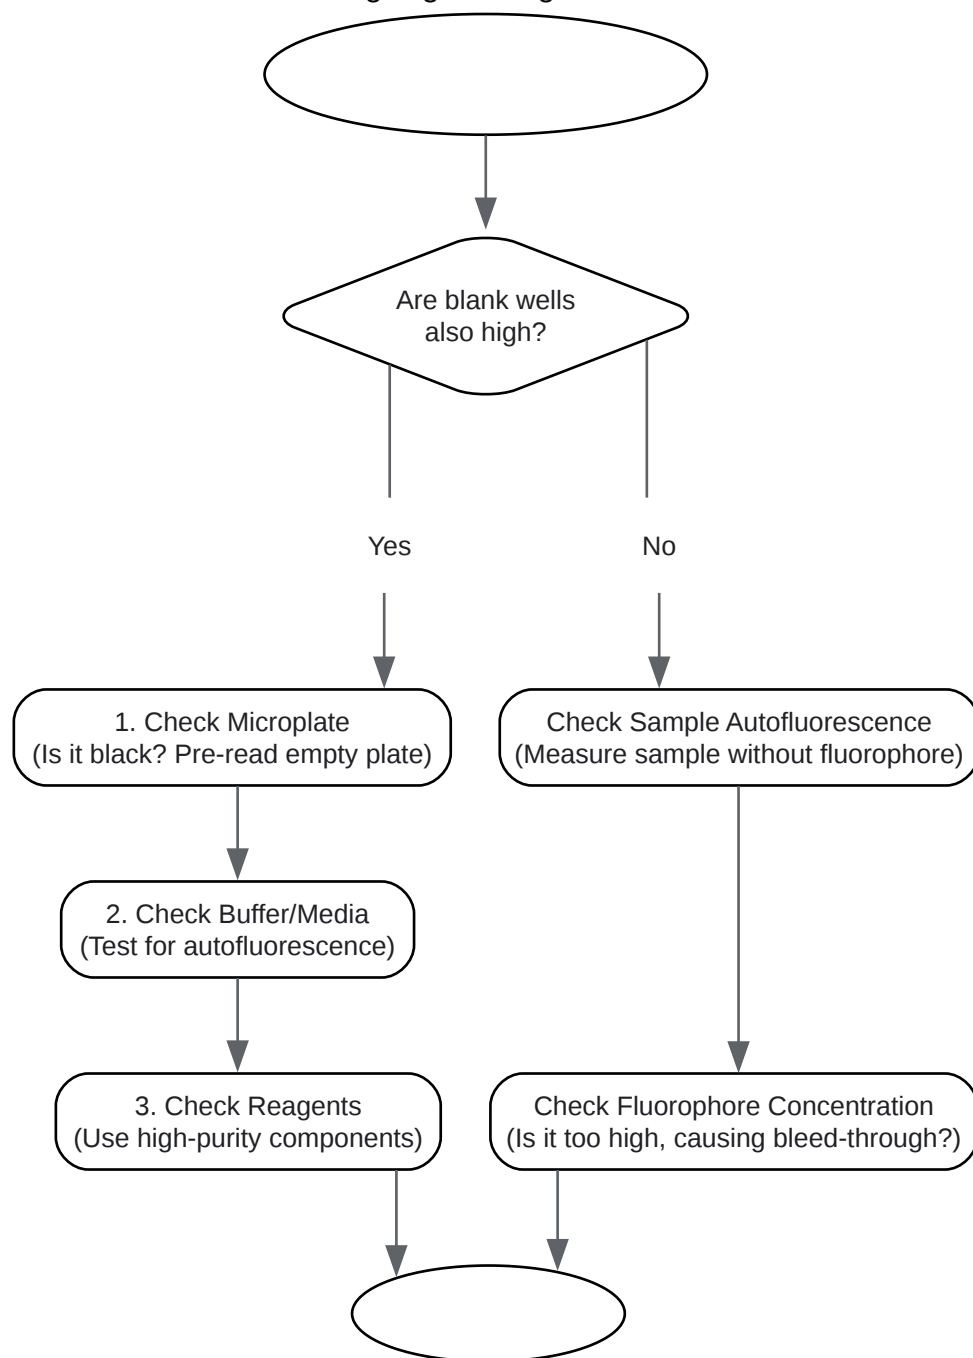 Are blank wells
also high?
Yes
No
1. Check Microplate
(Is it black? Pre-read empty plate)
Check Sample Autofluorescence
(Measure sample without fluorophore)
2. Check Buffer/Media
(Test for autofluorescence)
3. Check Reagents
(Use high-purity components)
Check Fluorophore Concentration
(Is it too high, causing bleed-through?)